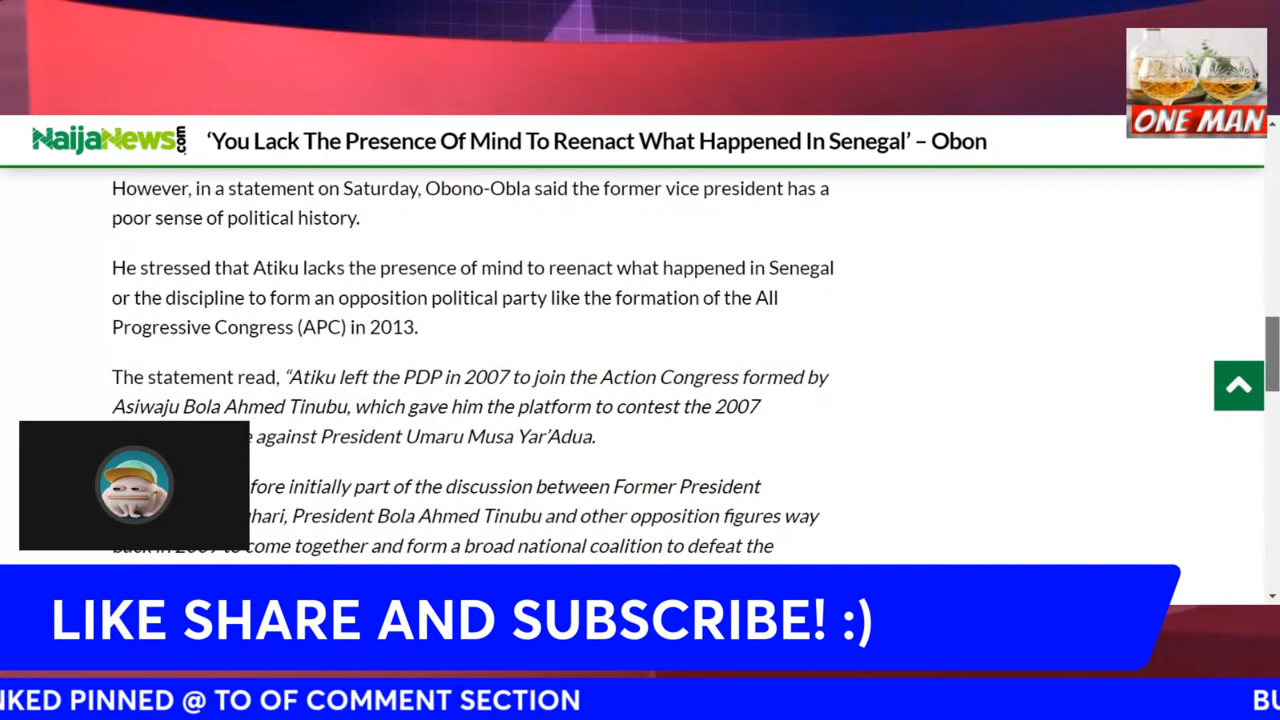 ONE MAN
NaijaNews.com
‘You Lack The Presence Of Mind To Reenact What Happened In Senegal’ – Obon
However, in a statement on Saturday, Obono-Obla said the former vice president has a
poor sense of political history.
He stressed that Atiku lacks the presence of mind to reenact what happened in Senegal
or the discipline to form an opposition political party like the formation of the All
Progressive Congress (APC) in 2013.
The statement read, “Atiku left the PDP in 2007 to join the Action Congress formed by
Asiwaju Bola Ahmed Tinubu, which gave him the platform to contest the 2007
against President Umaru Musa Yar’Adua.
fore initially part of the discussion between Former President
hari, President Bola Ahmed Tinubu and other opposition figures way
come together and form a broad national coalition to defeat the
LIKE SHARE AND SUBSCRIBE! :)
NKED PINNED @ TO OF COMMENT SECTION
BU